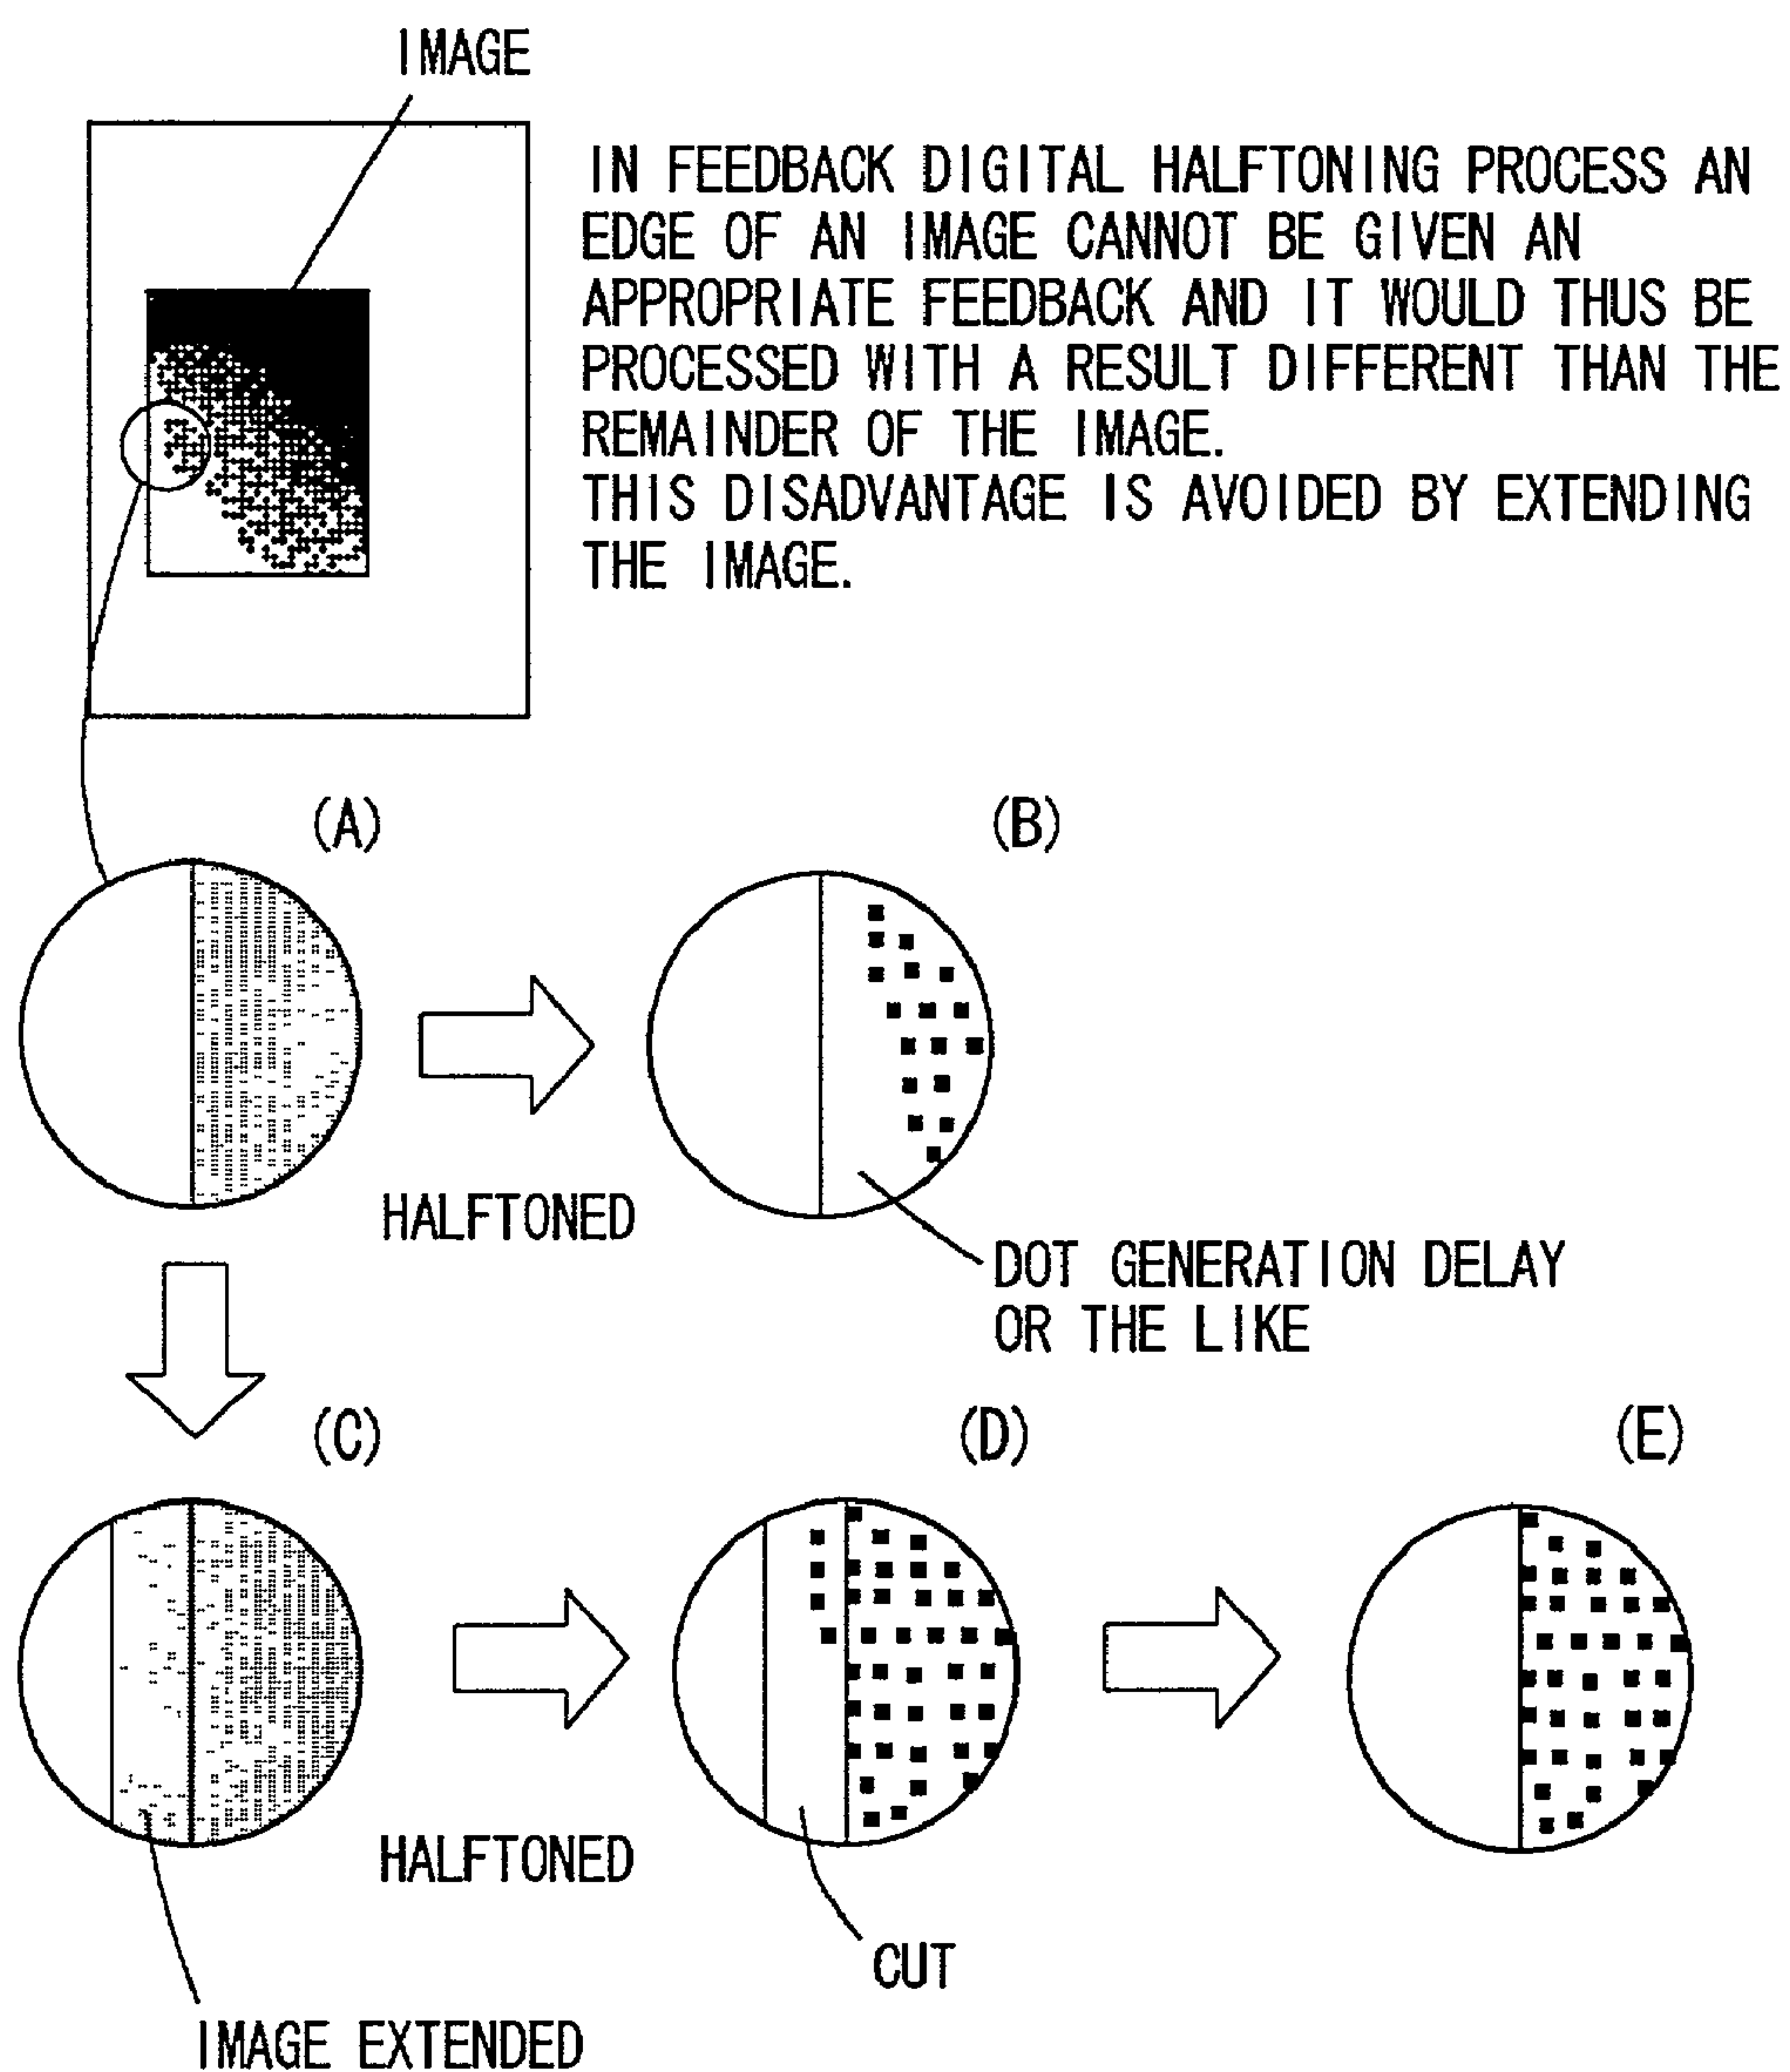 IMAGE
IN FEEDBACK DIGITAL HALFTONING PROCESS AN
EDGE OF AN IMAGE CANNOT BE GIVEN AN
APPROPRIATE FEEDBACK AND IT WOULD THUS BE
PROCESSED WITH A RESULT DIFFERENT THAN THE
REMAINDER OF THE IMAGE.
THIS DISADVANTAGE IS AVOIDED BY EXTENDING
THE IMAGE.
(A)
(B)
HALFTONED
DOT GENERATION DELAY
OR THE LIKE
(C)
(D)
(E)
HALFTONED
CUT
IMAGE EXTENDED